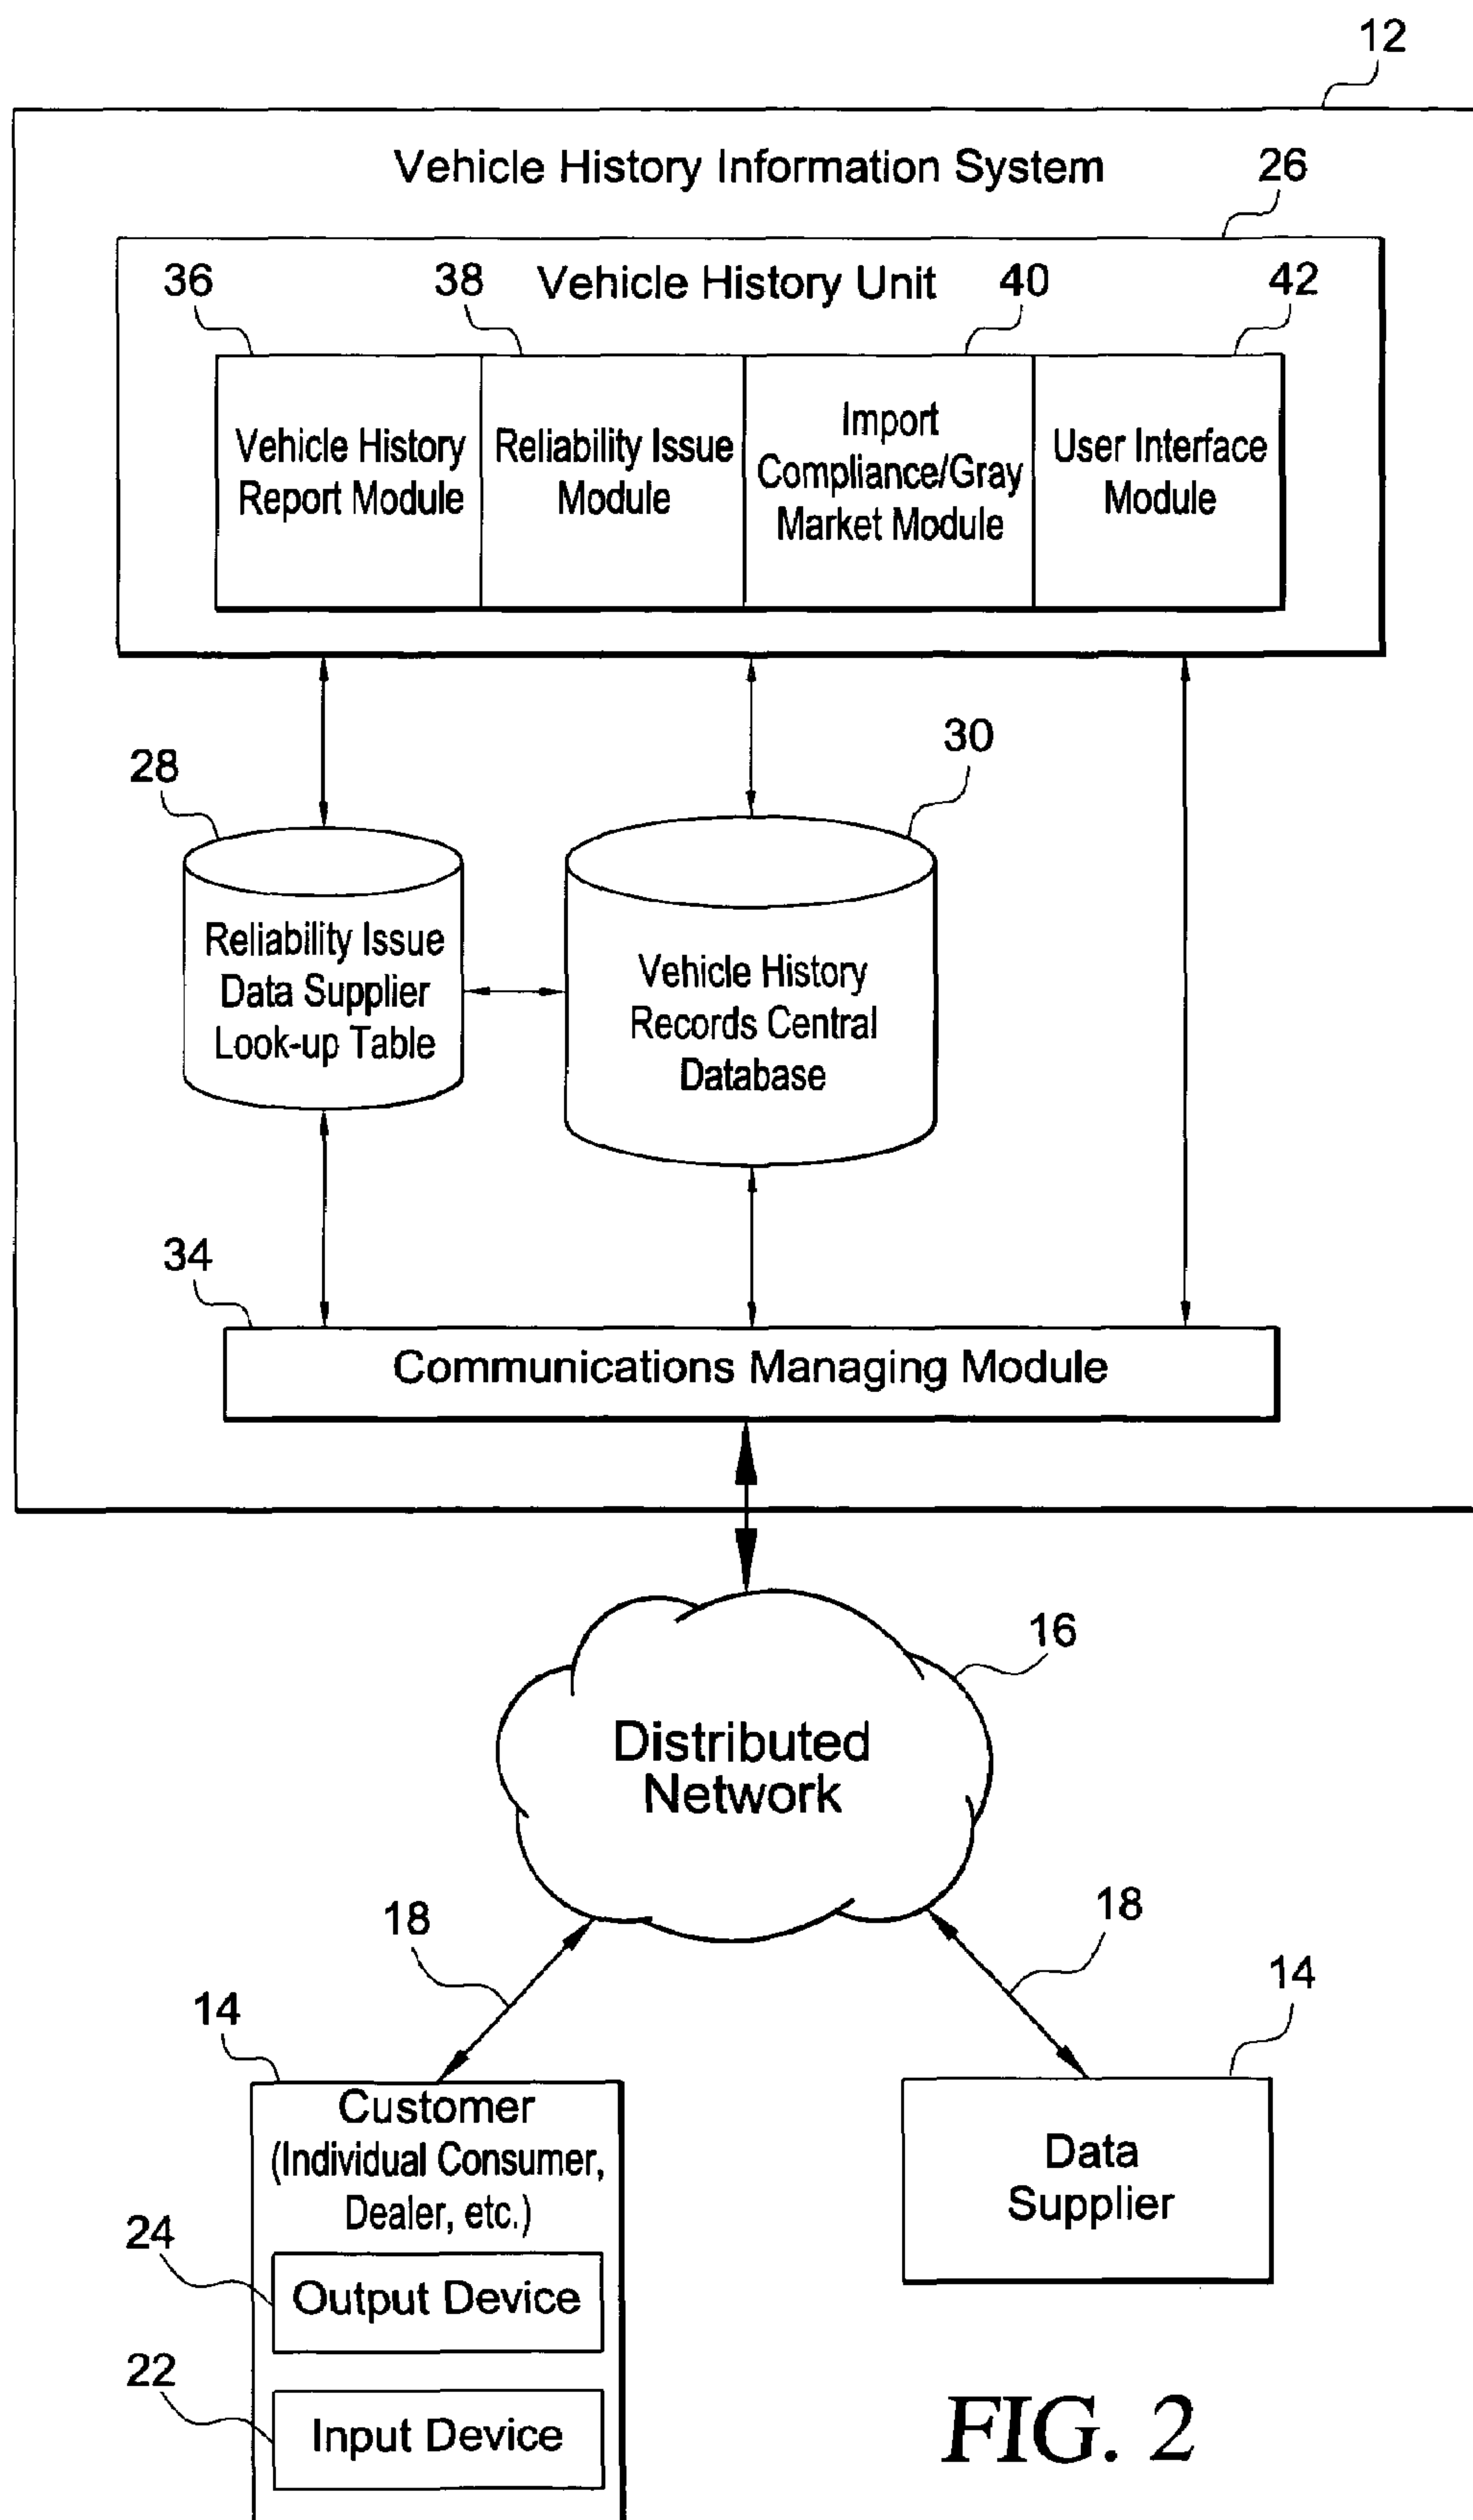 12
Vehicle History Information System
26
36
38
Vehicle History Unit
40
42
Vehicle History
Report Module
Reliability Issue
Module
Import
Compliance/Gray
Market Module
User Interface
Module
28
30
Reliability Issue
Data Supplier
Look-up Table
Vehicle History
Records Central
Database
34
Communications Managing Module
16
Distributed
Network
18
18
14
14
Customer
(Individual Consumer,
Dealer, etc.)
Data
Supplier
24
Output Device
22
Input Device
FIG. 2